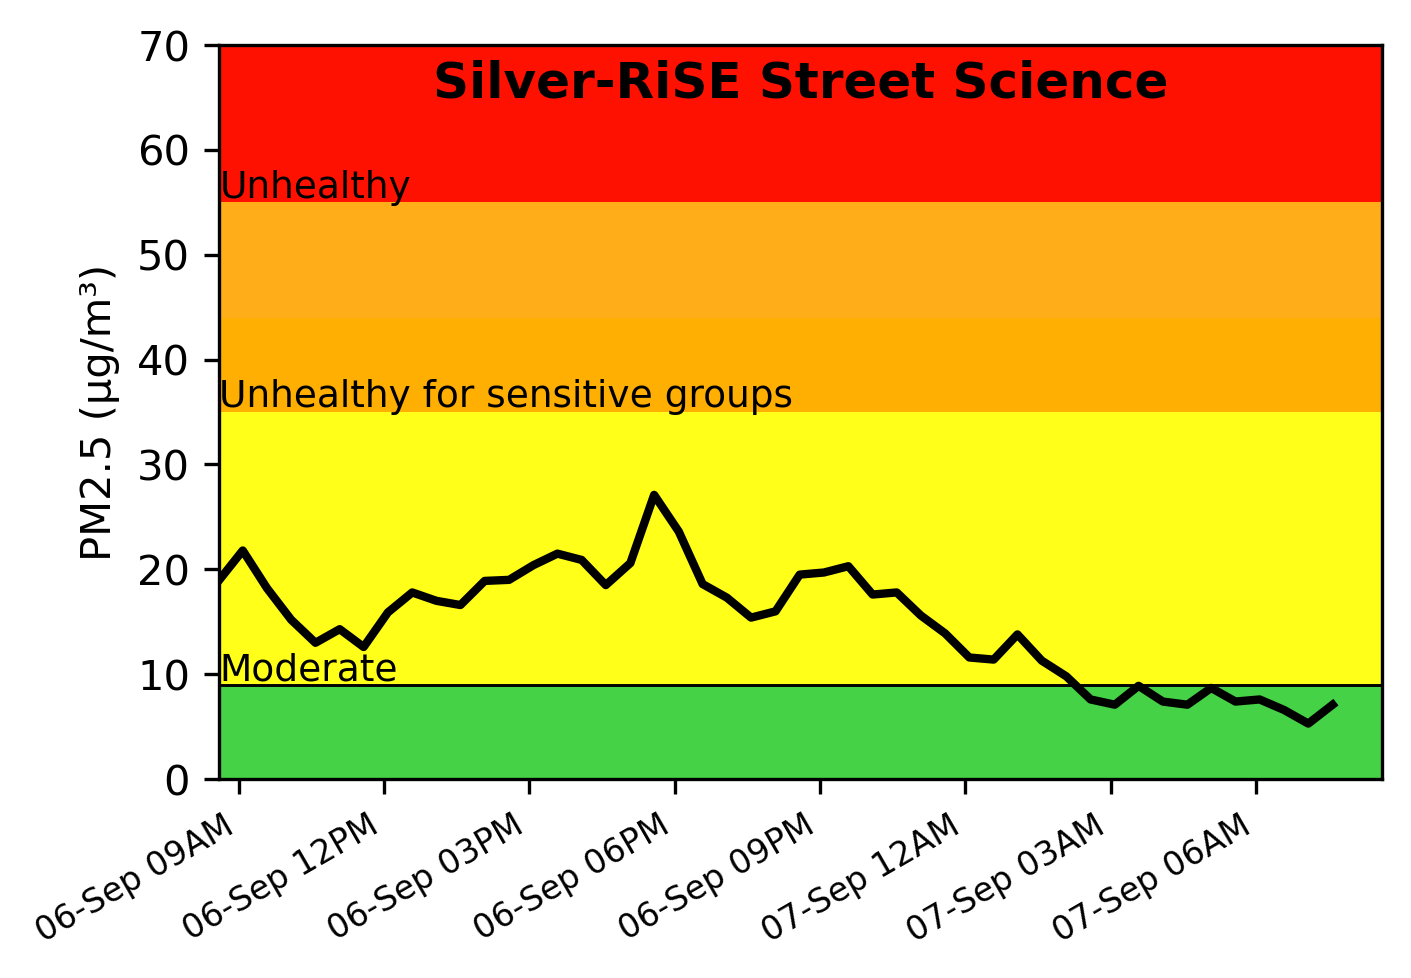 Silver-RiSE Street Science
70
60
50
40
30
20
10
0
PM2.5 (µg/m³)
Unhealthy
Unhealthy for sensitive groups
Moderate
06-Sep 09AM
06-Sep 12PM
06-Sep 03PM
06-Sep 06PM
06-Sep 09PM
07-Sep 12AM
07-Sep 03AM
07-Sep 06AM